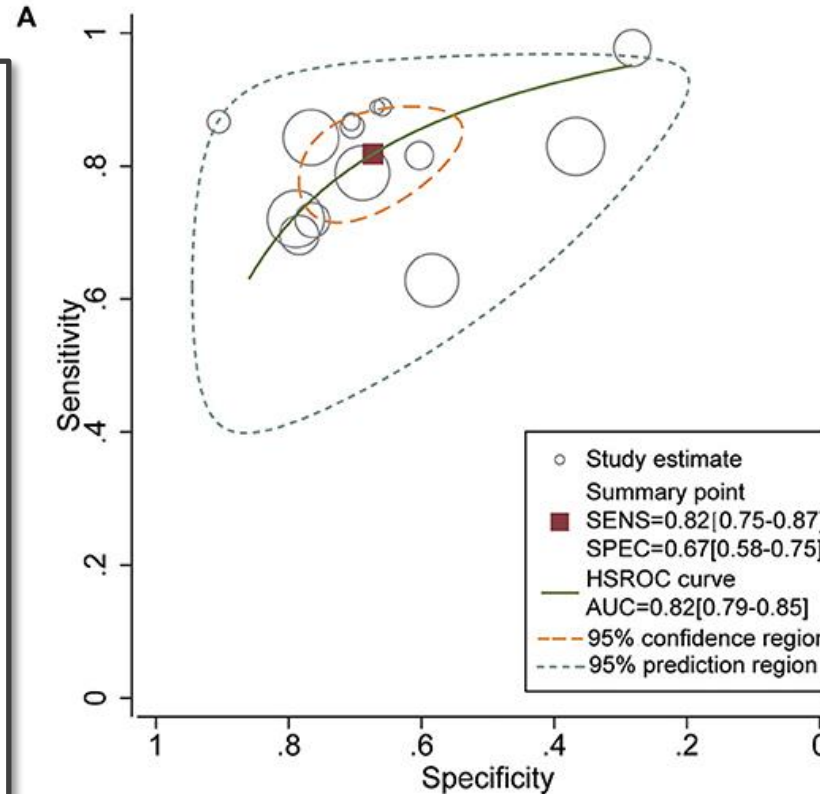 A
1
.8
.6
.4
.2
0
Sensitivity
Study estimate
Summary point
SENS=0.82[0.75-0.87]
SPEC=0.67[0.58-0.75]
HSROC curve
AUC=0.82[0.79-0.85]
95% confidence region
95% prediction region
1 .8 .6 .4 .2 0
Specificity